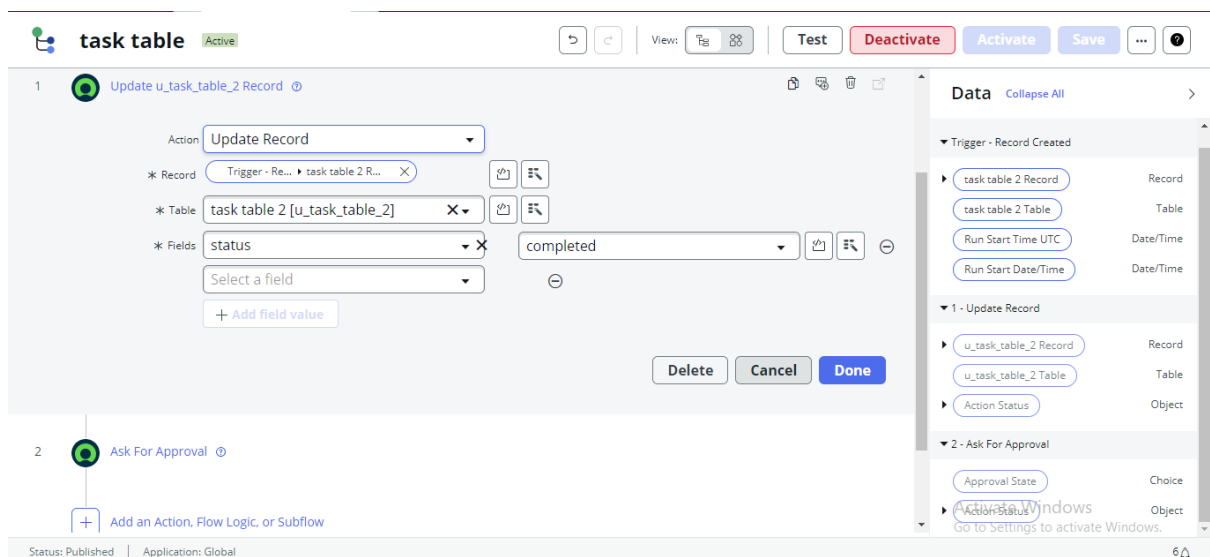 task table Active View: Test Deactivate Activate Save ... ?
1 Update u_task_table_2 Record ?
Action Update Record
* Record Trigger - Re... ▸ task table 2 R... X
* Table task table 2 [u_task_table_2] X
* Fields status X completed
Select a field
+ Add field value
Delete Cancel Done
2 Ask For Approval ?
+ Add an Action, Flow Logic, or Subflow
Data Collapse All
Trigger - Record Created
task table 2 Record Record
task table 2 Table Table
Run Start Time UTC Date/Time
Run Start Date/Time Date/Time
1 - Update Record
u_task_table_2 Record Record
u_task_table_2 Table Table
Action Status Object
2 - Ask For Approval
Approval State Choice
Action Status Object
Activate Windows
Go to Settings to activate Windows.
Status: Published | Application: Global 6